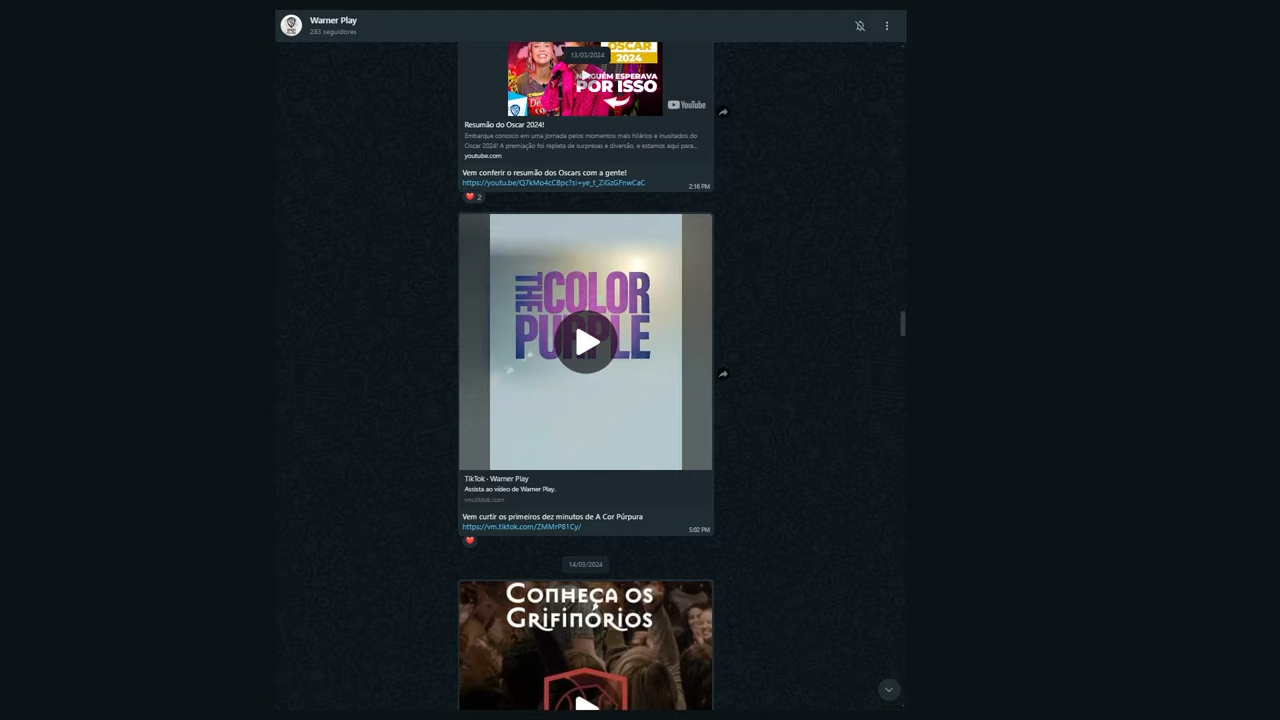 Warner Play
283 seguidores
OSCAR
2024
13/03/2024
NINGUÉM ESPERAVA
POR ISSO
YouTube
Resumão do Oscar 2024!
Embarque conosco em uma jornada pelos momentos mais hilários e inusitados do
Oscar 2024! A premiação foi repleta de surpresas e diversão, e estamos aqui para...
youtube.com
Vem conferir o resumão dos Oscars com a gente!
https://youtu.be/Q7kMo4cC8pc?si=ye_t_ZiGzGFnwCaC
2:16 PM
2
THE COLOR
PURPLE
TikTok · Warner Play
Assista ao vídeo de Warner Play.
vm.tiktok.com
Vem curtir os primeiros dez minutos de A Cor Púrpura
https://vm.tiktok.com/ZMMrP81Cy/
5:02 PM
14/03/2024
Conheça os
Grifinórios